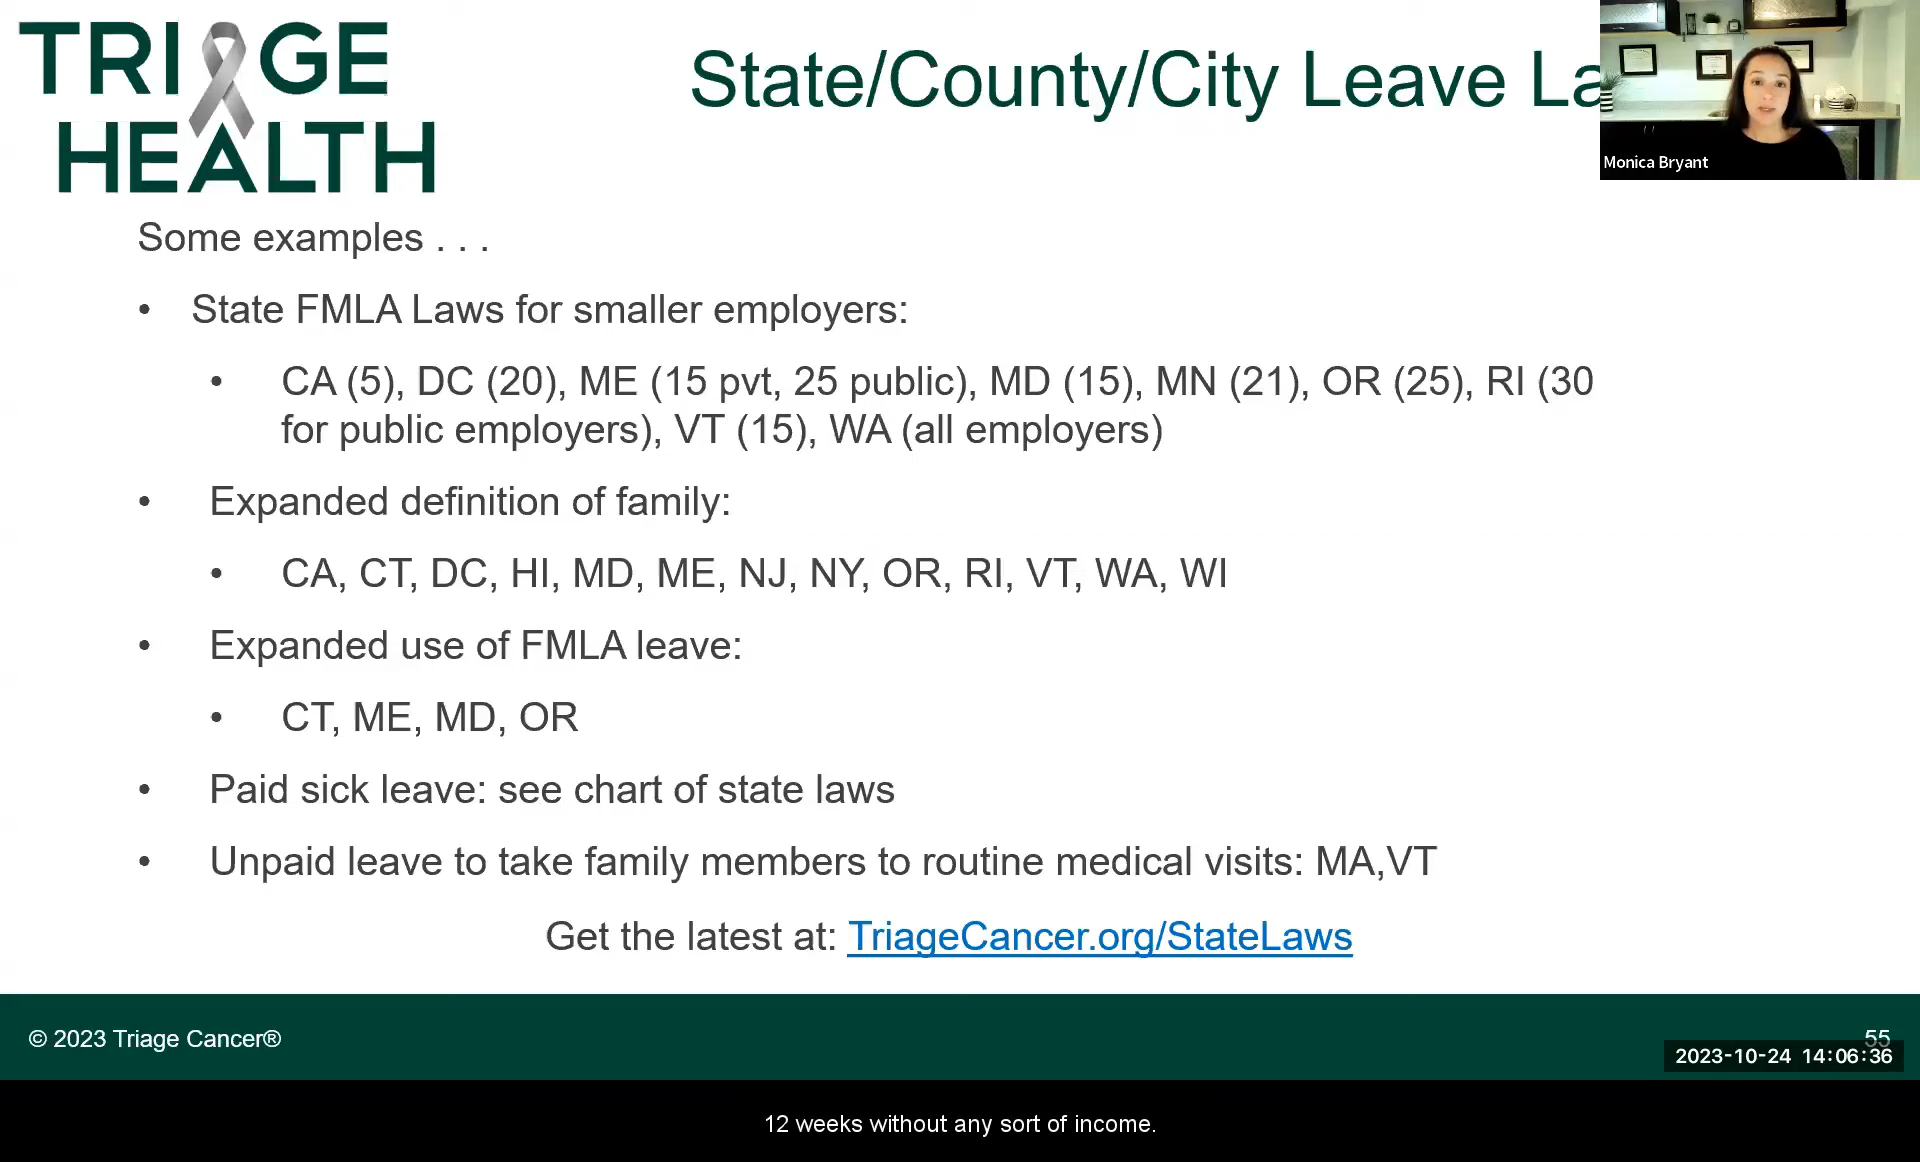 TRIAGE
HEALTH
State/County/City Leave La
Monica Bryant
Some examples . . .
• State FMLA Laws for smaller employers:
• CA (5), DC (20), ME (15 pvt, 25 public), MD (15), MN (21), OR (25), RI (30
for public employers), VT (15), WA (all employers)
• Expanded definition of family:
• CA, CT, DC, HI, MD, ME, NJ, NY, OR, RI, VT, WA, WI
• Expanded use of FMLA leave:
• CT, ME, MD, OR
• Paid sick leave: see chart of state laws
• Unpaid leave to take family members to routine medical visits: MA,VT
Get the latest at: TriageCancer.org/StateLaws
© 2023 Triage Cancer®
55
2023-10-24 14:06:36
12 weeks without any sort of income.